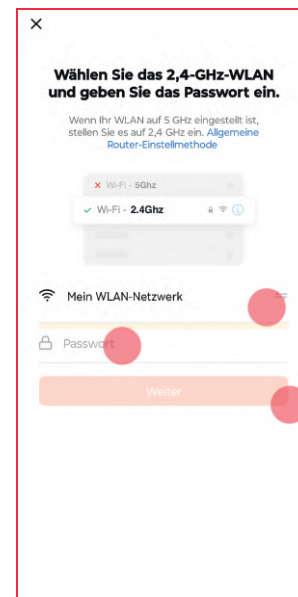 Wählen Sie das 2,4-GHz-WLAN
und geben Sie das Passwort ein.
Wenn Ihr WLAN auf 5 GHz eingestellt ist,
stellen Sie es auf 2,4 GHz ein. Allgemeine
Router-Einstellmethode
Wi-Fi - 5Ghz
Wi-Fi - 2.4Ghz
Mein WLAN-Netzwerk
Passwort
Weiter